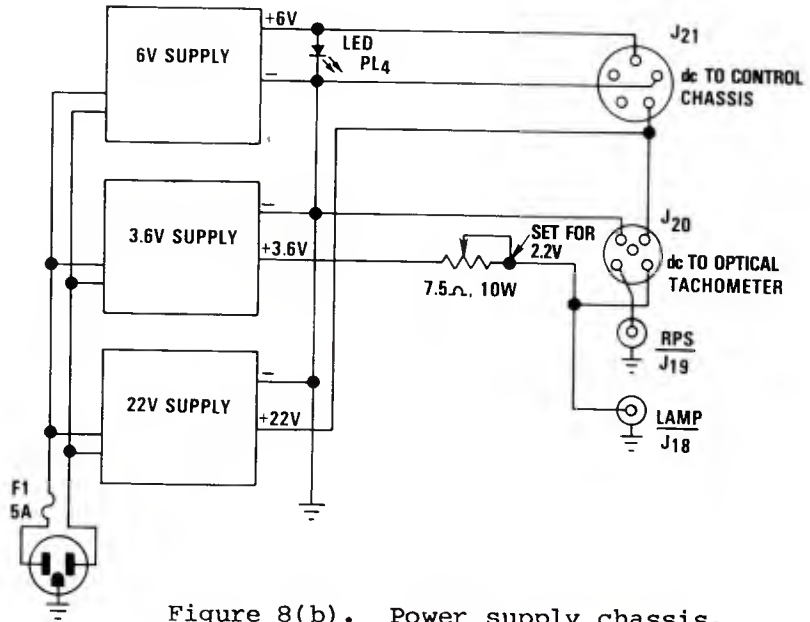 +6V
6V SUPPLY
LED
PL4
−
J21
dc TO CONTROL
CHASSIS
−
3.6V SUPPLY
+3.6V
SET FOR
2.2V
7.5Ω, 10W
J20
dc TO OPTICAL
TACHOMETER
RPS
J19
−
22V SUPPLY
+22V
LAMP
J18
F1
5A
Figure 8(b). Power supply chassis.